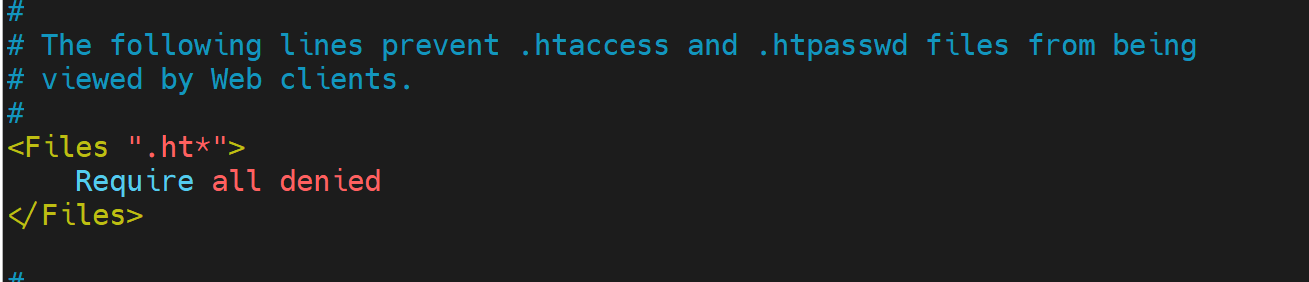 #
# The following lines prevent .htaccess and .htpasswd files from being
# viewed by Web clients.
#
<Files ".ht*">
    Require all denied
</Files>
#